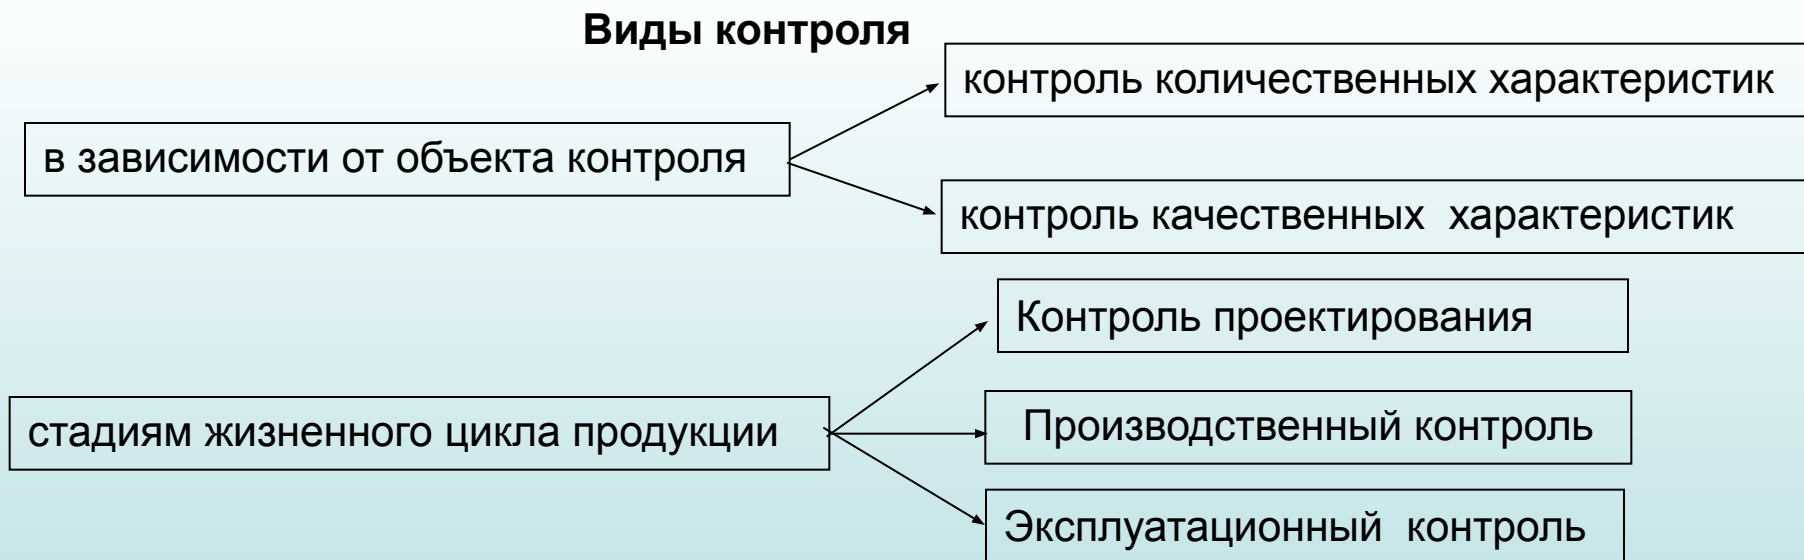 Виды контроля
контроль количественных характеристик
в зависимости от объекта контроля
контроль качественных характеристик
Контроль проектирования
стадиям жизненного цикла продукции
Производственный контроль
Эксплуатационный контроль